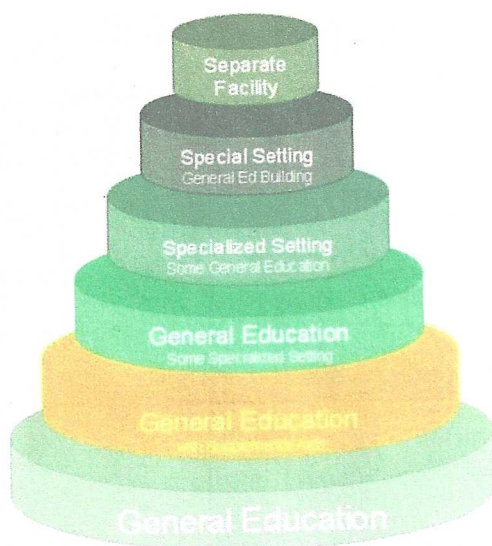 Separate
Facility
Special Setting
General Ed Building
Specialized Setting
Some General Education
General Education
Some Specialized Setting
General Education
General Education